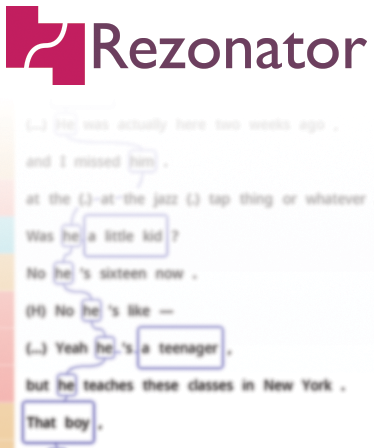 Rezonator
(...) He was actually here two weeks ago .
and I missed him .
at the (.) at the jazz (.) tap thing or whatever
Was he a little kid ?
No he 's sixteen now .
(H) No he 's like —
(...) Yeah he 's a teenager .
but he teaches these classes in New York .
That boy .